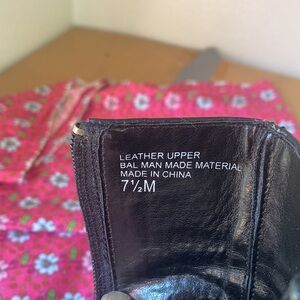 LEATHER UPPER
BAL MAN MADE MATERIAL
MADE IN CHINA
7½M